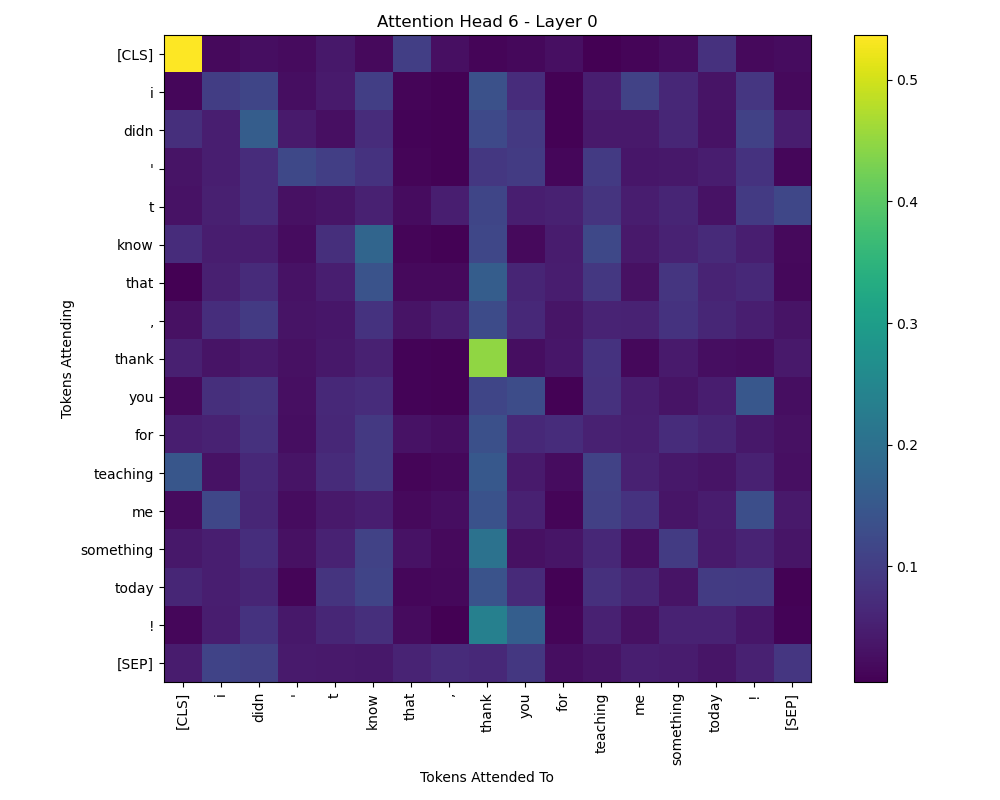 Attention Head 6 - Layer 0
[CLS]
i
didn
'
t
know
that
,
thank
you
for
teaching
me
something
today
!
[SEP]
Tokens Attending
[CLS]
i
didn
'
t
know
that
,
thank
you
for
teaching
me
something
today
!
[SEP]
Tokens Attended To
0.5
0.4
0.3
0.2
0.1